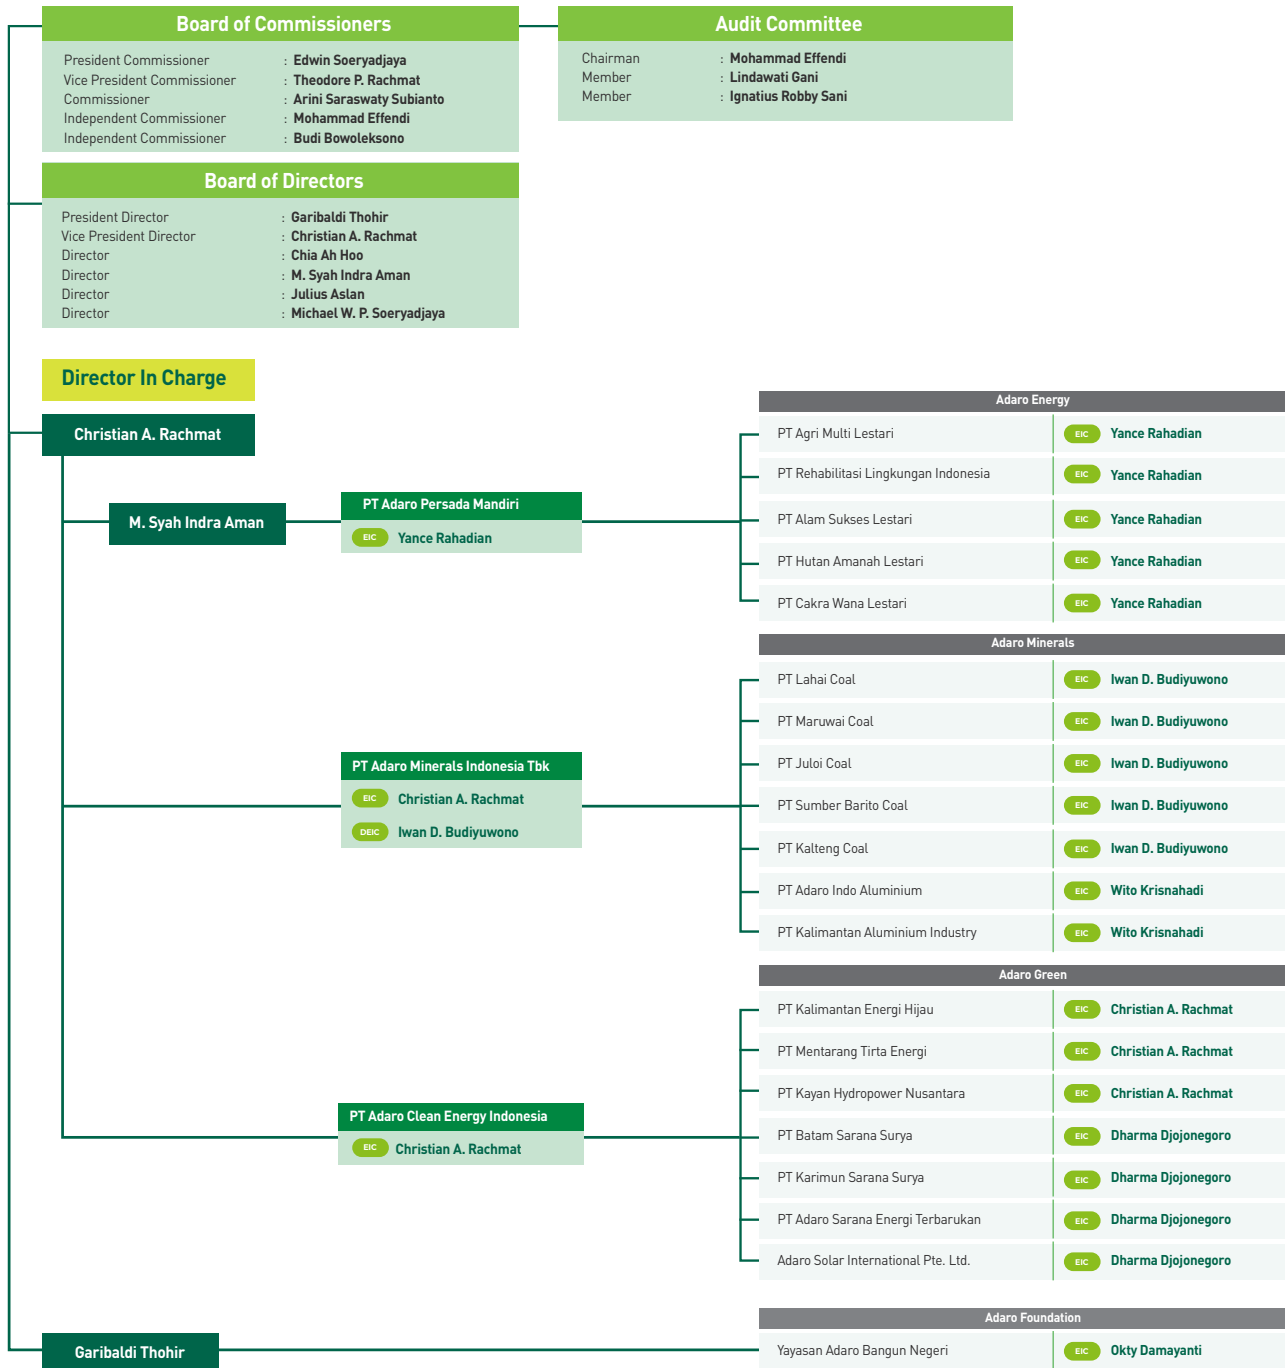 Board of Commissioners
President Commissioner : Edwin Soeryadjaya
Vice President Commissioner : Theodore P. Rachmat
Commissioner : Arini Saraswaty Subianto
Independent Commissioner : Mohammad Effendi
Independent Commissioner : Budi Bowoleksono
Audit Committee
Chairman : Mohammad Effendi
Member : Lindawati Gani
Member : Ignatius Robby Sani
Board of Directors
President Director : Garibaldi Thohir
Vice President Director : Christian A. Rachmat
Director : Chia Ah Hoo
Director : M. Syah Indra Aman
Director : Julius Aslan
Director : Michael W. P. Soeryadjaya
Director In Charge
Christian A. Rachmat
M. Syah Indra Aman
PT Adaro Persada Mandiri
EIC Yance Rahadian
Adaro Energy
PT Agri Multi Lestari EIC Yance Rahadian
PT Rehabilitasi Lingkungan Indonesia EIC Yance Rahadian
PT Alam Sukses Lestari EIC Yance Rahadian
PT Hutan Amanah Lestari EIC Yance Rahadian
PT Cakra Wana Lestari EIC Yance Rahadian
PT Adaro Minerals Indonesia Tbk
EIC Christian A. Rachmat
DEIC Iwan D. Budiyuwono
Adaro Minerals
PT Lahai Coal EIC Iwan D. Budiyuwono
PT Maruwai Coal EIC Iwan D. Budiyuwono
PT Juloi Coal EIC Iwan D. Budiyuwono
PT Sumber Barito Coal EIC Iwan D. Budiyuwono
PT Kalteng Coal EIC Iwan D. Budiyuwono
PT Adaro Indo Aluminium EIC Wito Krisnahadi
PT Kalimantan Aluminium Industry EIC Wito Krisnahadi
PT Adaro Clean Energy Indonesia
EIC Christian A. Rachmat
Adaro Green
PT Kalimantan Energi Hijau EIC Christian A. Rachmat
PT Mentarang Tirta Energi EIC Christian A. Rachmat
PT Kayan Hydropower Nusantara EIC Christian A. Rachmat
PT Batam Sarana Surya EIC Dharma Djojonegoro
PT Karimun Sarana Surya EIC Dharma Djojonegoro
PT Adaro Sarana Energi Terbarukan EIC Dharma Djojonegoro
Adaro Solar International Pte. Ltd. EIC Dharma Djojonegoro
Garibaldi Thohir
Adaro Foundation
Yayasan Adaro Bangun Negeri EIC Okty Damayanti